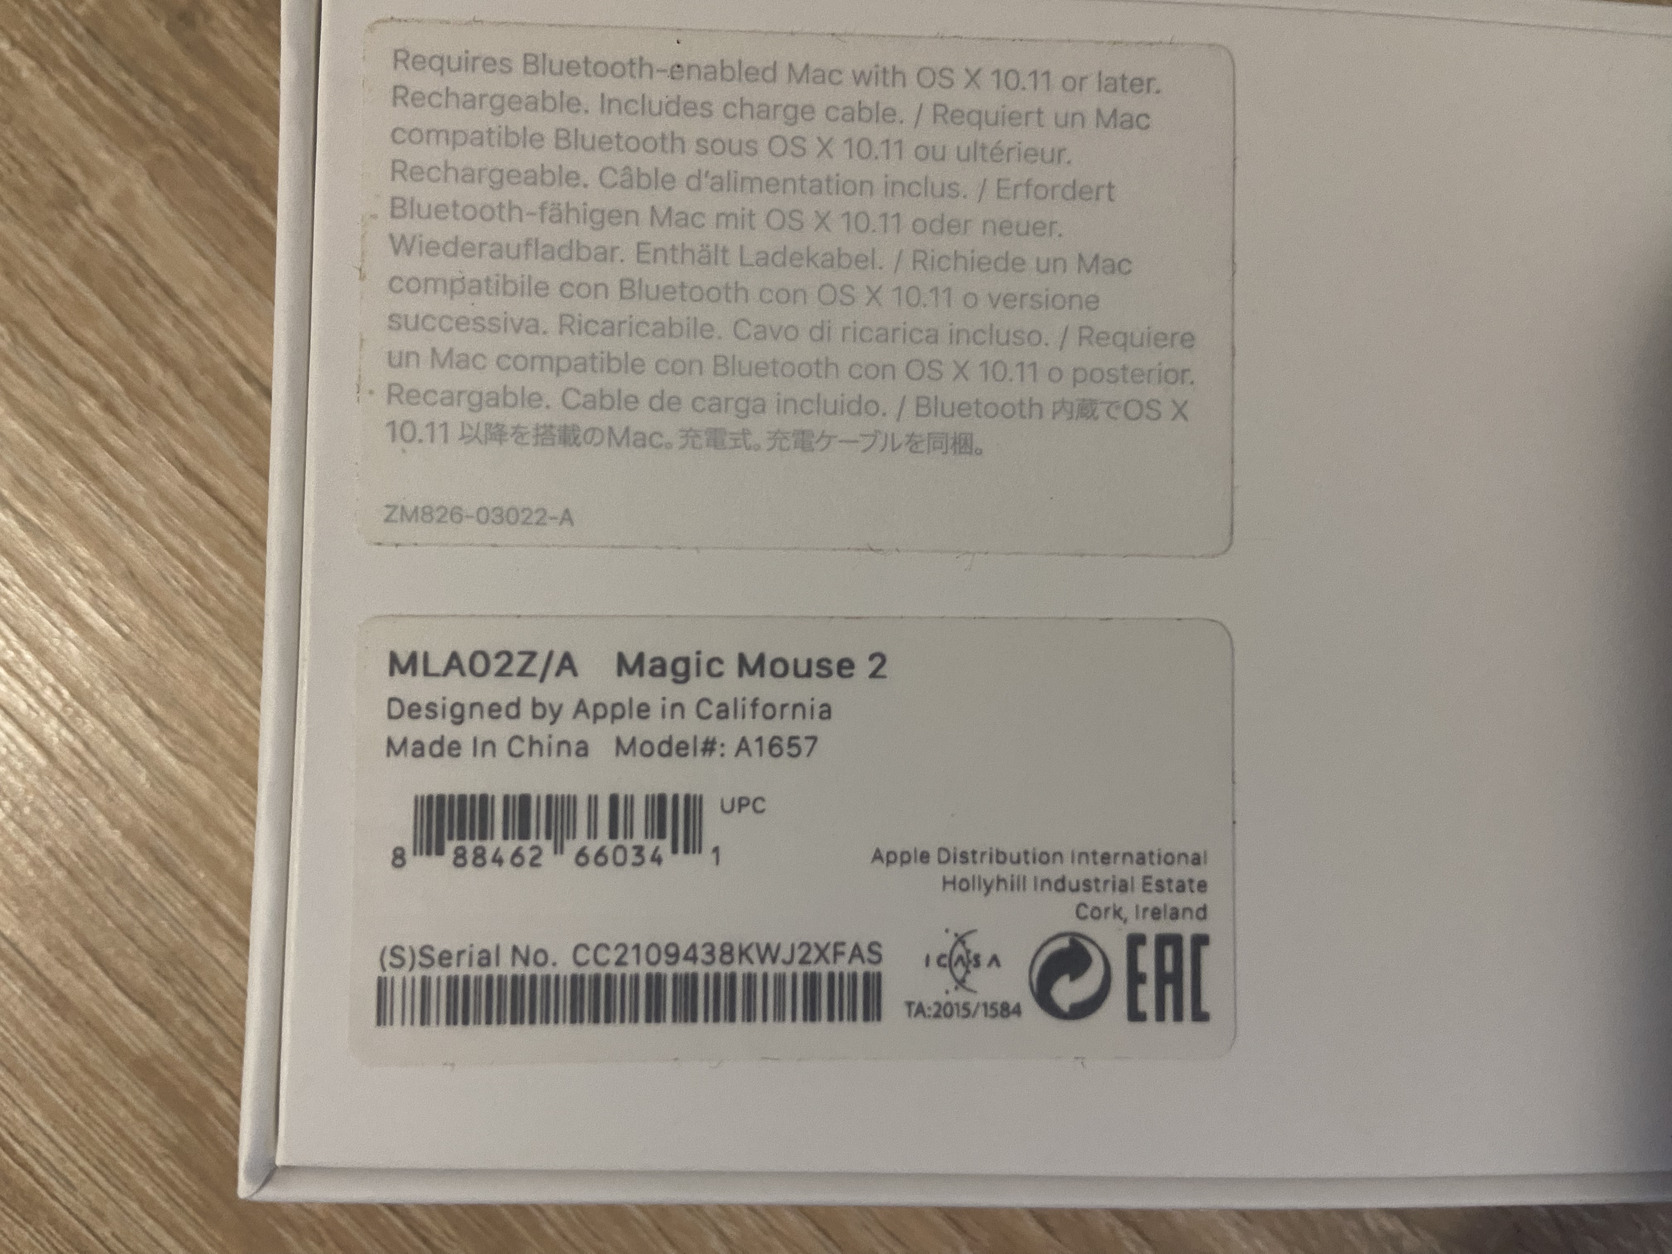 Requires Bluetooth-enabled Mac with OS X 10.11 or later.
Rechargeable. Includes charge cable. / Requiert un Mac
compatible Bluetooth sous OS X 10.11 ou ultérieur.
Rechargeable. Câble d'alimentation inclus. / Erfordert
Bluetooth-fähigen Mac mit OS X 10.11 oder neuer.
Wiederaufladbar. Enthält Ladekabel. / Richiede un Mac
compatibile con Bluetooth con OS X 10.11 o versione
successiva. Ricaricabile. Cavo di ricarica incluso. / Requiere
un Mac compatible con Bluetooth con OS X 10.11 o posterior.
Recargable. Cable de carga incluido. / Bluetooth 内蔵でOS X
10.11 以降を搭載のMac。充電式。充電ケーブルを同梱。
ZM826-03022-A
MLA02Z/A Magic Mouse 2
Designed by Apple in California
Made In China Model#: A1657
UPC
8 88462 66034 1
Apple Distribution International
Hollyhill Industrial Estate
Cork, Ireland
(S)Serial No. CC2109438KWJ2XFAS
ICASA
TA:2015/1584
EAC